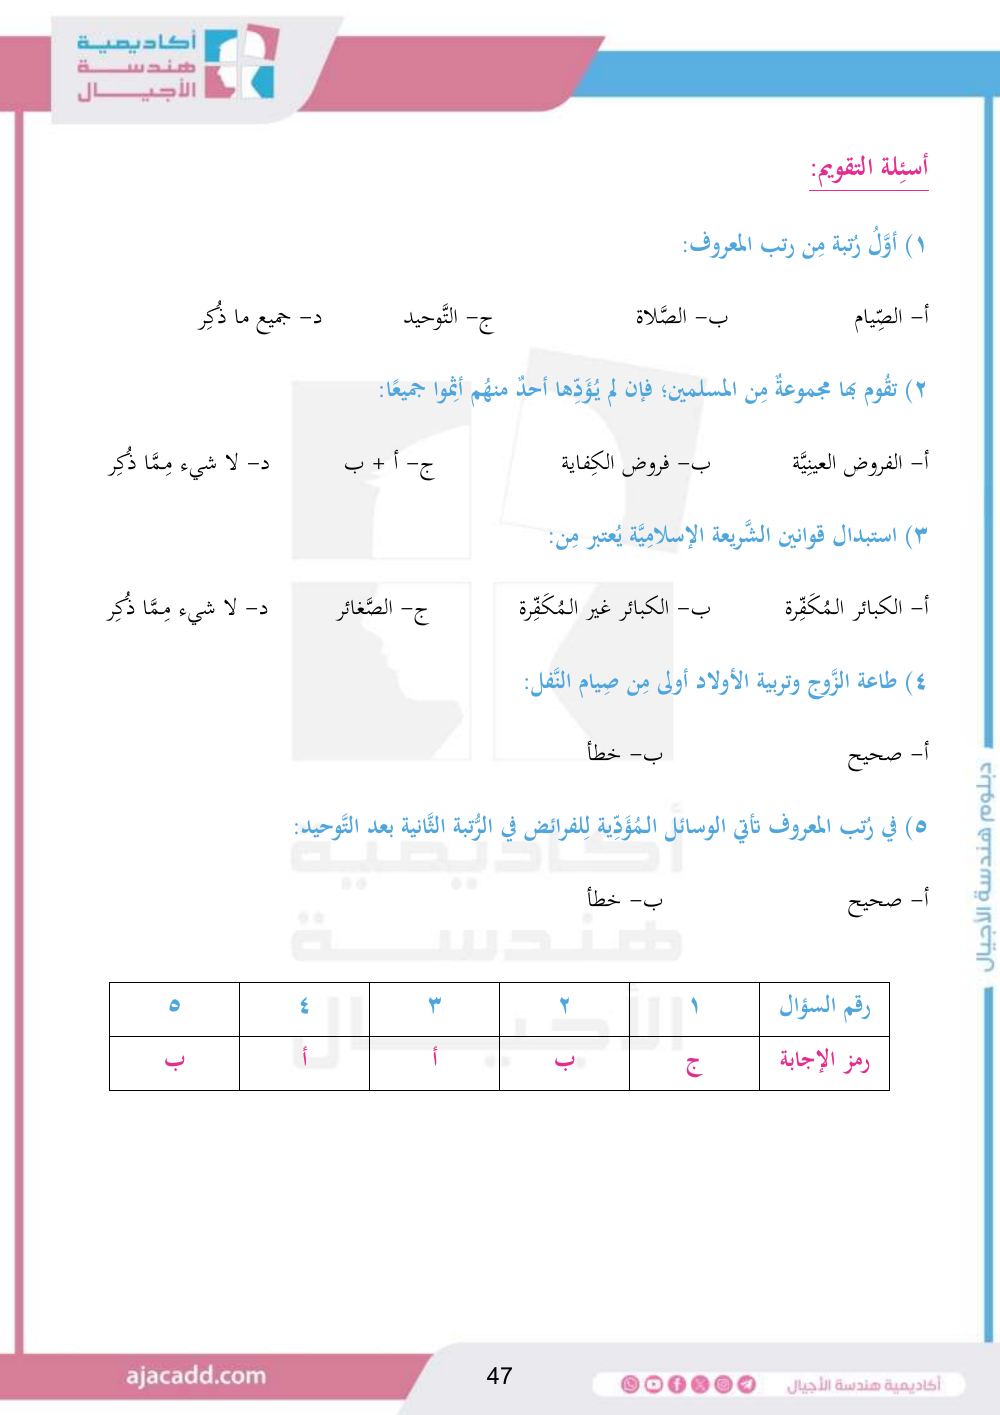 أكاديمية
هندسة
الأجيال
أسئِلة التقويم:
١) أوَّلُ رُتبة مِن رتب المعروف:
أ- الصِّيام ب- الصَّلاة ج- التَّوحيد د- جميع ما ذُكِر
٢) تقُوم بها مجموعةٌ مِن المسلمين؛ فإن لم يُؤَدِّها أحدٌ منهُم أثِمُوا جميعًا:
أ- الفروض العينيَّة ب- فروض الكِفاية ج- أ + ب د- لا شيء مِمَّا ذُكِر
٣) استبدال قوانين الشَّريعة الإسلامِيَّة يُعتبر مِن:
أ- الكبائر المُكَفِّرة ب- الكبائر غير المُكَفِّرة ج- الصَّغائر د- لا شيء مِمَّا ذُكِر
٤) طاعة الزَّوج وتربية الأولاد أولى مِن صِيام النَّفل:
أ- صحيح ب- خطأ
٥) في رُتب المعروف تأتي الوسائل المُؤَدِّية لِلفرائض في الرُّتبة الثَّانية بعد التَّوحيد:
أ- صحيح ب- خطأ
أكاديمية
هندسة
الأجيال
رقم السؤال ١ ٢ ٣ ٤ ٥
رمز الإجابة ج ب أ أ ب
دبلوم هندسة الأجيال
ajacadd.com
47
أكاديمية هندسة الأجيال